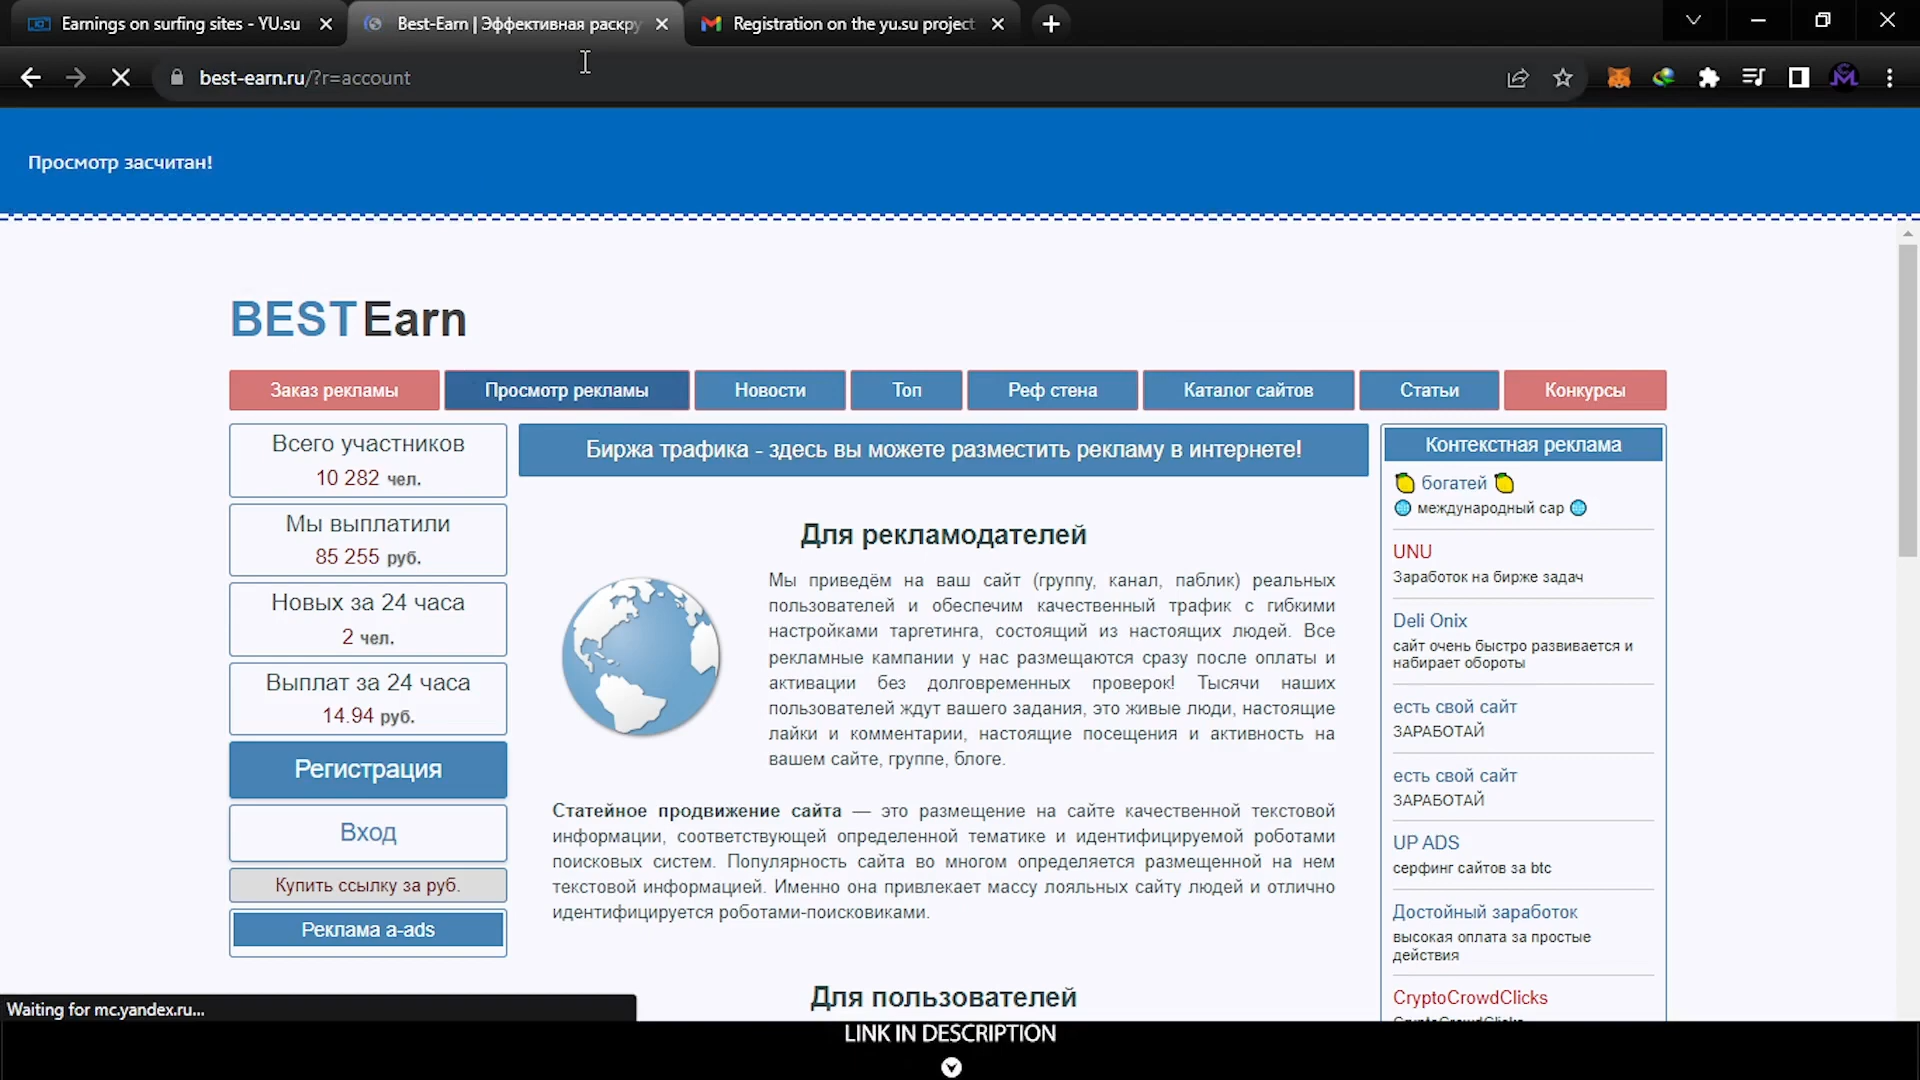 Earnings on surfing sites - YU.su
Best-Earn | Эффективная раскру
Registration on the yu.su project
best-earn.ru/?r=account
Просмотр засчитан!
BEST Earn
Заказ рекламы
Просмотр рекламы
Новости
Топ
Реф стена
Каталог сайтов
Статьи
Конкурсы
Всего участников
10 282 чел.
Мы выплатили
85 255 руб.
Новых за 24 часа
2 чел.
Выплат за 24 часа
14.94 руб.
Регистрация
Вход
Купить ссылку за руб.
Реклама a-ads
Биржа трафика - здесь вы можете разместить рекламу в интернете!
Для рекламодателей
Мы приведём на ваш сайт (группу, канал, паблик) реальных
пользователей и обеспечим качественный трафик с гибкими
настройками таргетинга, состоящий из настоящих людей. Все
рекламные кампании у нас размещаются сразу после оплаты и
активации без долговременных проверок! Тысячи наших
пользователей ждут вашего задания, это живые люди, настоящие
лайки и комментарии, настоящие посещения и активность на
вашем сайте, группе, блоге.
Статейное продвижение сайта — это размещение на сайте качественной текстовой
информации, соответствующей определенной тематике и идентифицируемой роботами
поисковых систем. Популярность сайта во многом определяется размещенной на нем
текстовой информацией. Именно она привлекает массу лояльных сайту людей и отлично
идентифицируется роботами-поисковиками.
Для пользователей
Контекстная реклама
богатей
международный сар
UNU
Заработок на бирже задач
Deli Onix
сайт очень быстро развивается и
набирает обороты
есть свой сайт
ЗАРАБОТАЙ
есть свой сайт
ЗАРАБОТАЙ
UP ADS
серфинг сайтов за btc
Достойный заработок
высокая оплата за простые
действия
CryptoCrowdClicks
CryptoCrowdClicks
Waiting for mc.yandex.ru...
LINK IN DESCRIPTION